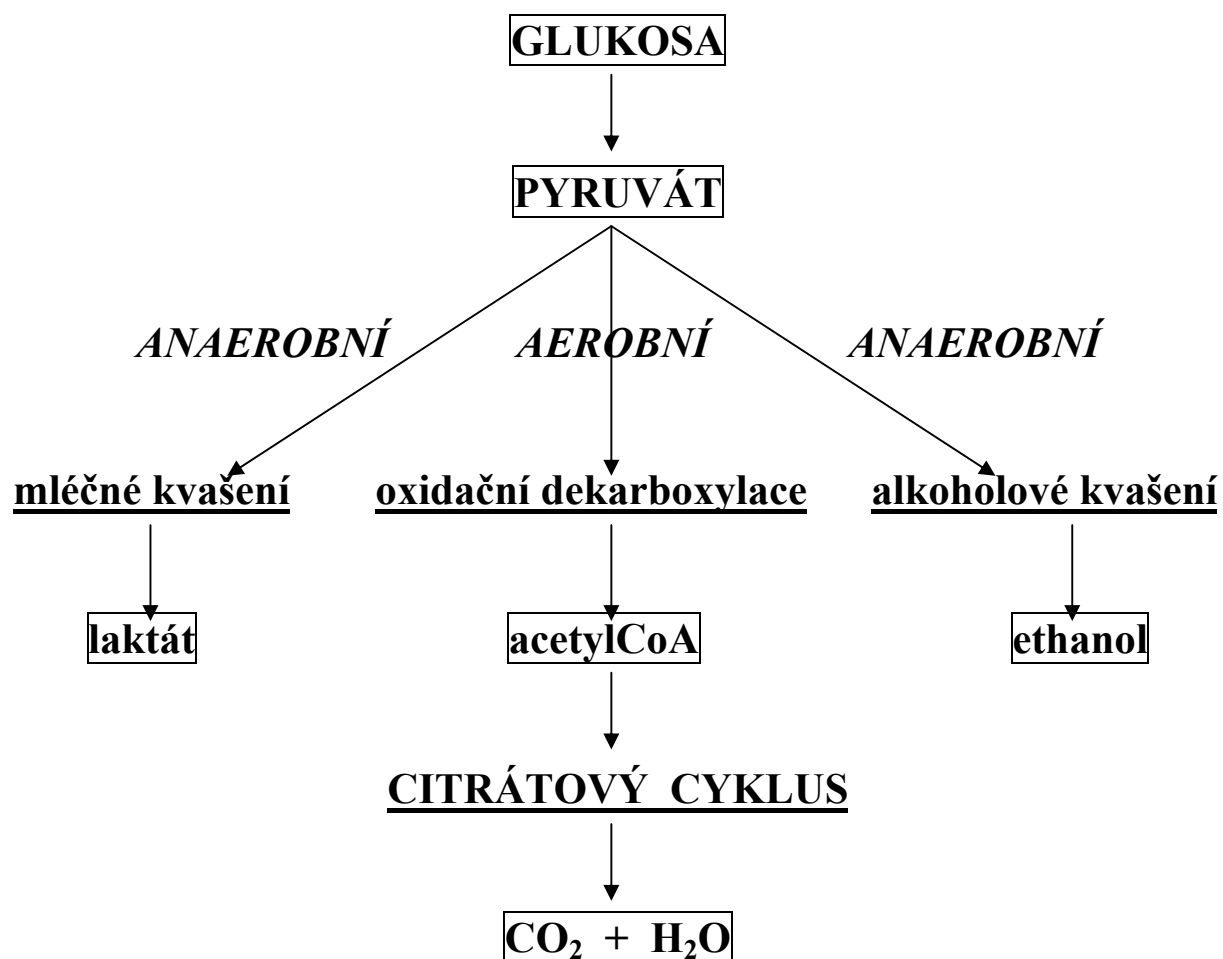 GLUKOSA
PYRUVÁT
ANAEROBNÍ AEROBNÍ ANAEROBNÍ
mléčné kvašení oxidační dekarboxylace alkoholové kvašení
laktát acetylCoA ethanol
CITRÁTOVÝ CYKLUS
CO₂ + H₂O